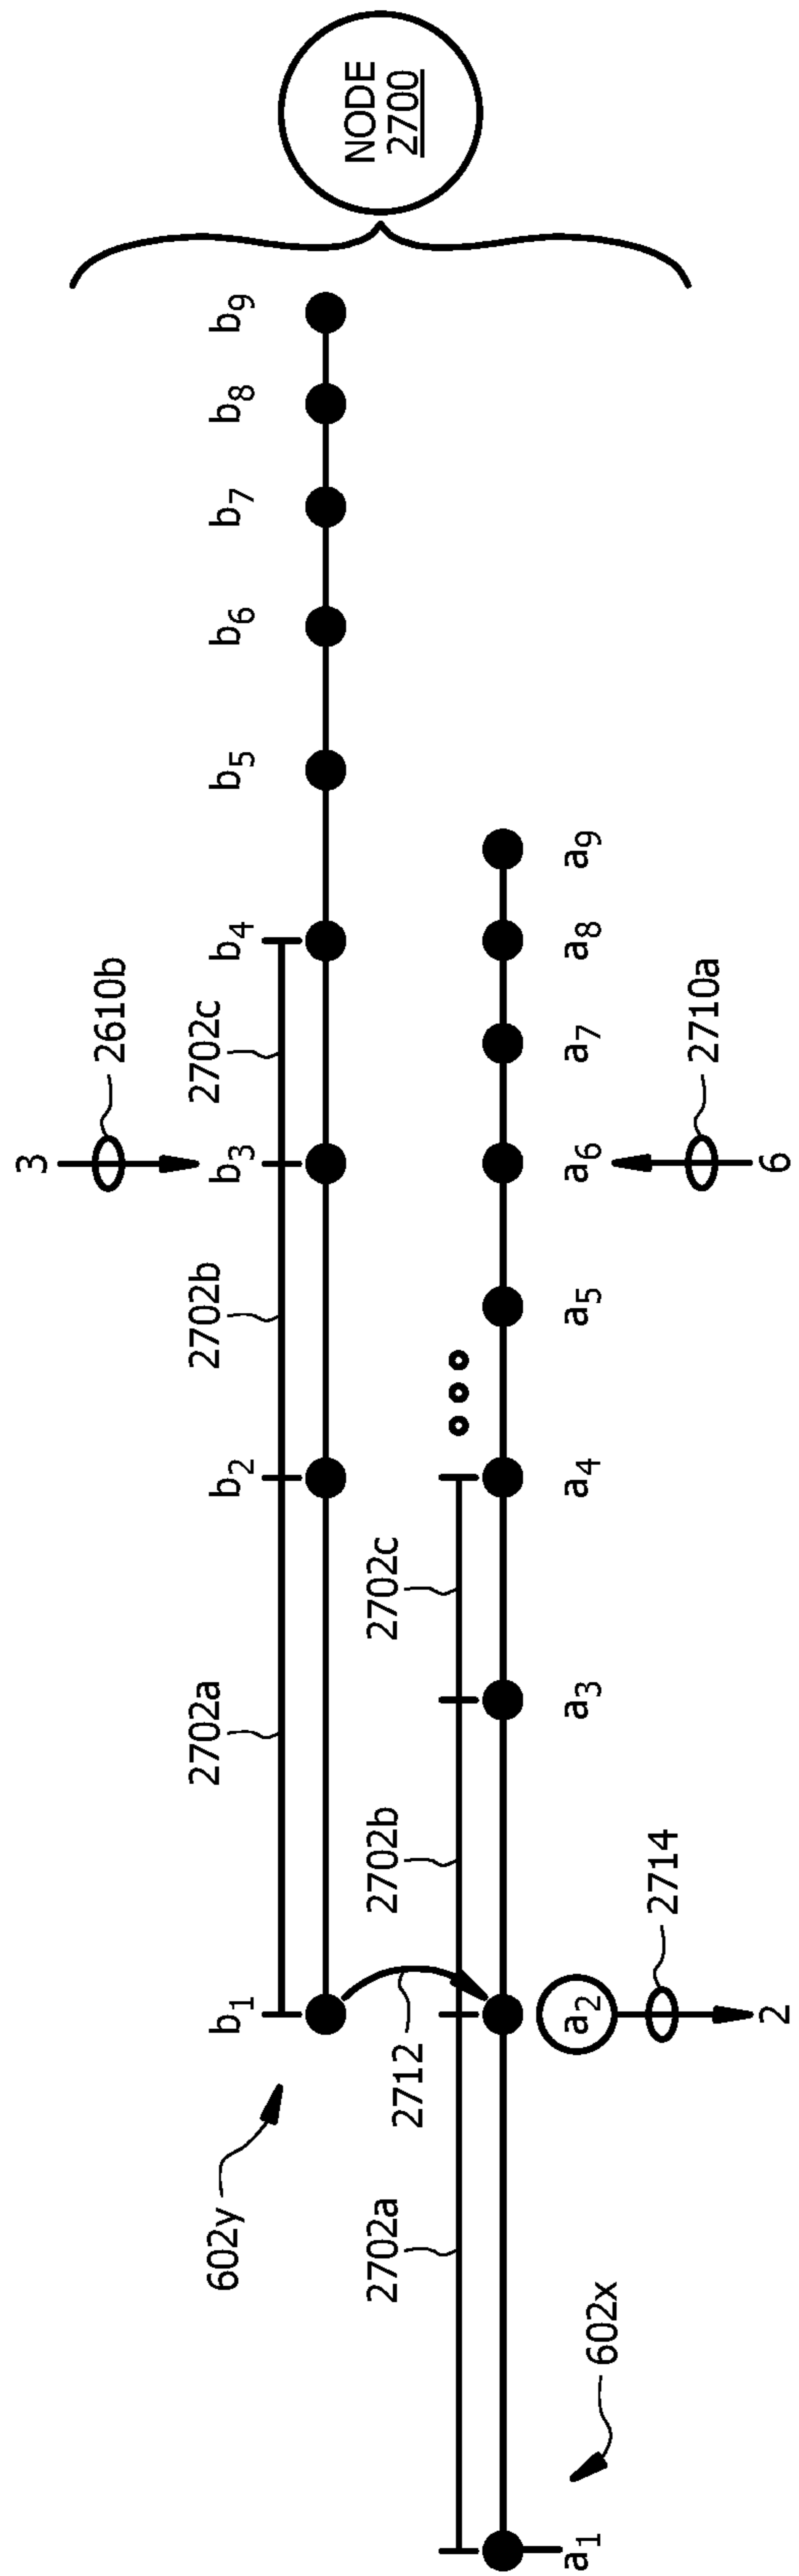 NODE
2700
3
2610b
b1 b2 b3 b4 b5 b6 b7 b8 b9
2702a 2702b 2702c
602y
2712
2702a 2702b 2702c
602x
a1 a2 a3 a4 a5 a6 a7 a8 a9
2714
2
2710a
6